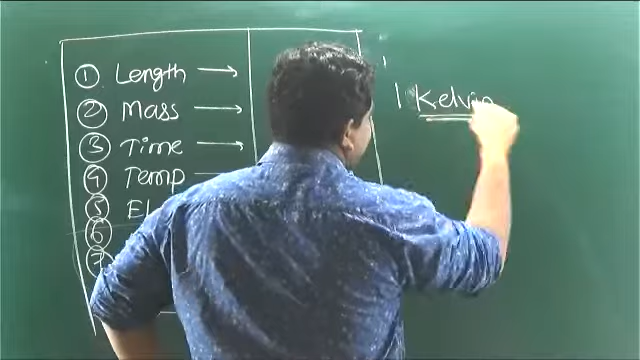 ① Length →
② Mass →
③ Time →
④ Temp
⑤ El
⑥
⑦
1 Kelvin